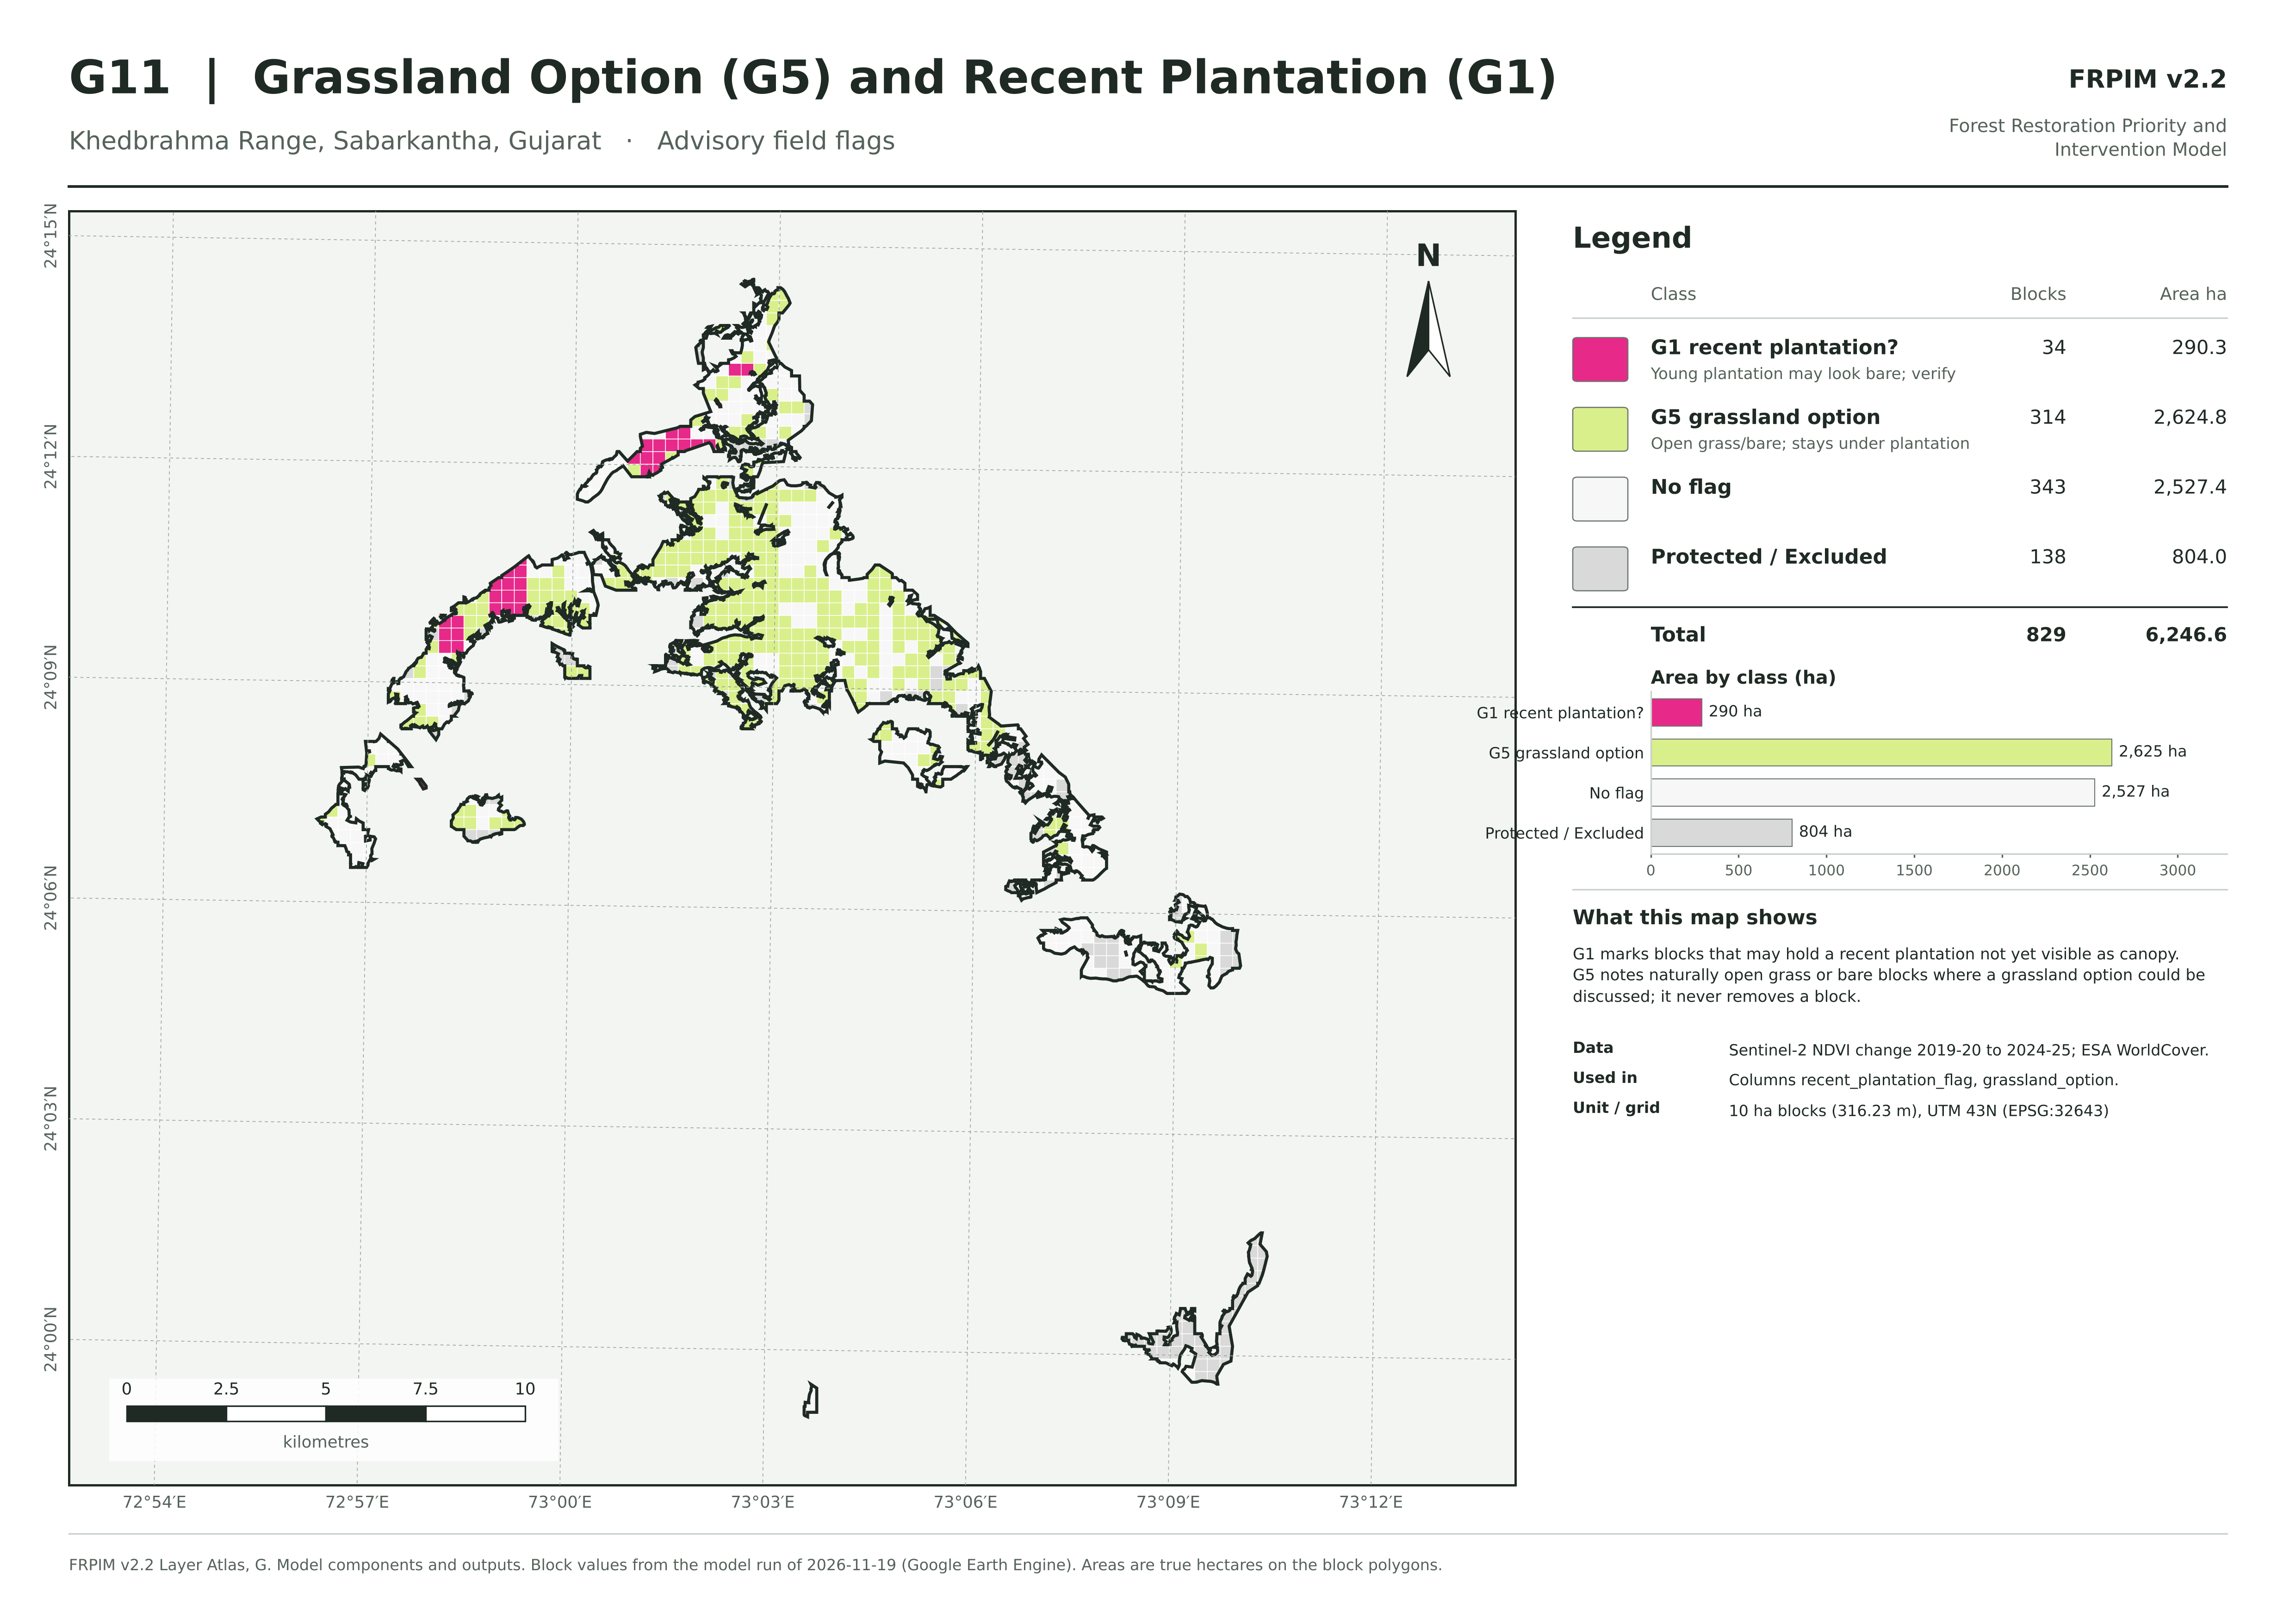 G11 | Grassland Option (G5) and Recent Plantation (G1)
FRPIM v2.2
Khedbrahma Range, Sabarkantha, Gujarat · Advisory field flags
Forest Restoration Priority and
Intervention Model
24°15′N
24°12′N
24°09′N
24°06′N
24°03′N
24°00′N
N
0 2.5 5 7.5 10
kilometres
72°54′E 72°57′E 73°00′E 73°03′E 73°06′E 73°09′E 73°12′E
Legend
Class Blocks Area ha
G1 recent plantation? 34 290.3
Young plantation may look bare; verify
G5 grassland option 314 2,624.8
Open grass/bare; stays under plantation
No flag 343 2,527.4
Protected / Excluded 138 804.0
Total 829 6,246.6
Area by class (ha)
G1 recent plantation? 290 ha
G5 grassland option 2,625 ha
No flag 2,527 ha
Protected / Excluded 804 ha
0 500 1000 1500 2000 2500 3000
What this map shows
G1 marks blocks that may hold a recent plantation not yet visible as canopy.
G5 notes naturally open grass or bare blocks where a grassland option could be
discussed; it never removes a block.
Data Sentinel-2 NDVI change 2019-20 to 2024-25; ESA WorldCover.
Used in Columns recent_plantation_flag, grassland_option.
Unit / grid 10 ha blocks (316.23 m), UTM 43N (EPSG:32643)
FRPIM v2.2 Layer Atlas, G. Model components and outputs. Block values from the model run of 2026-11-19 (Google Earth Engine). Areas are true hectares on the block polygons.